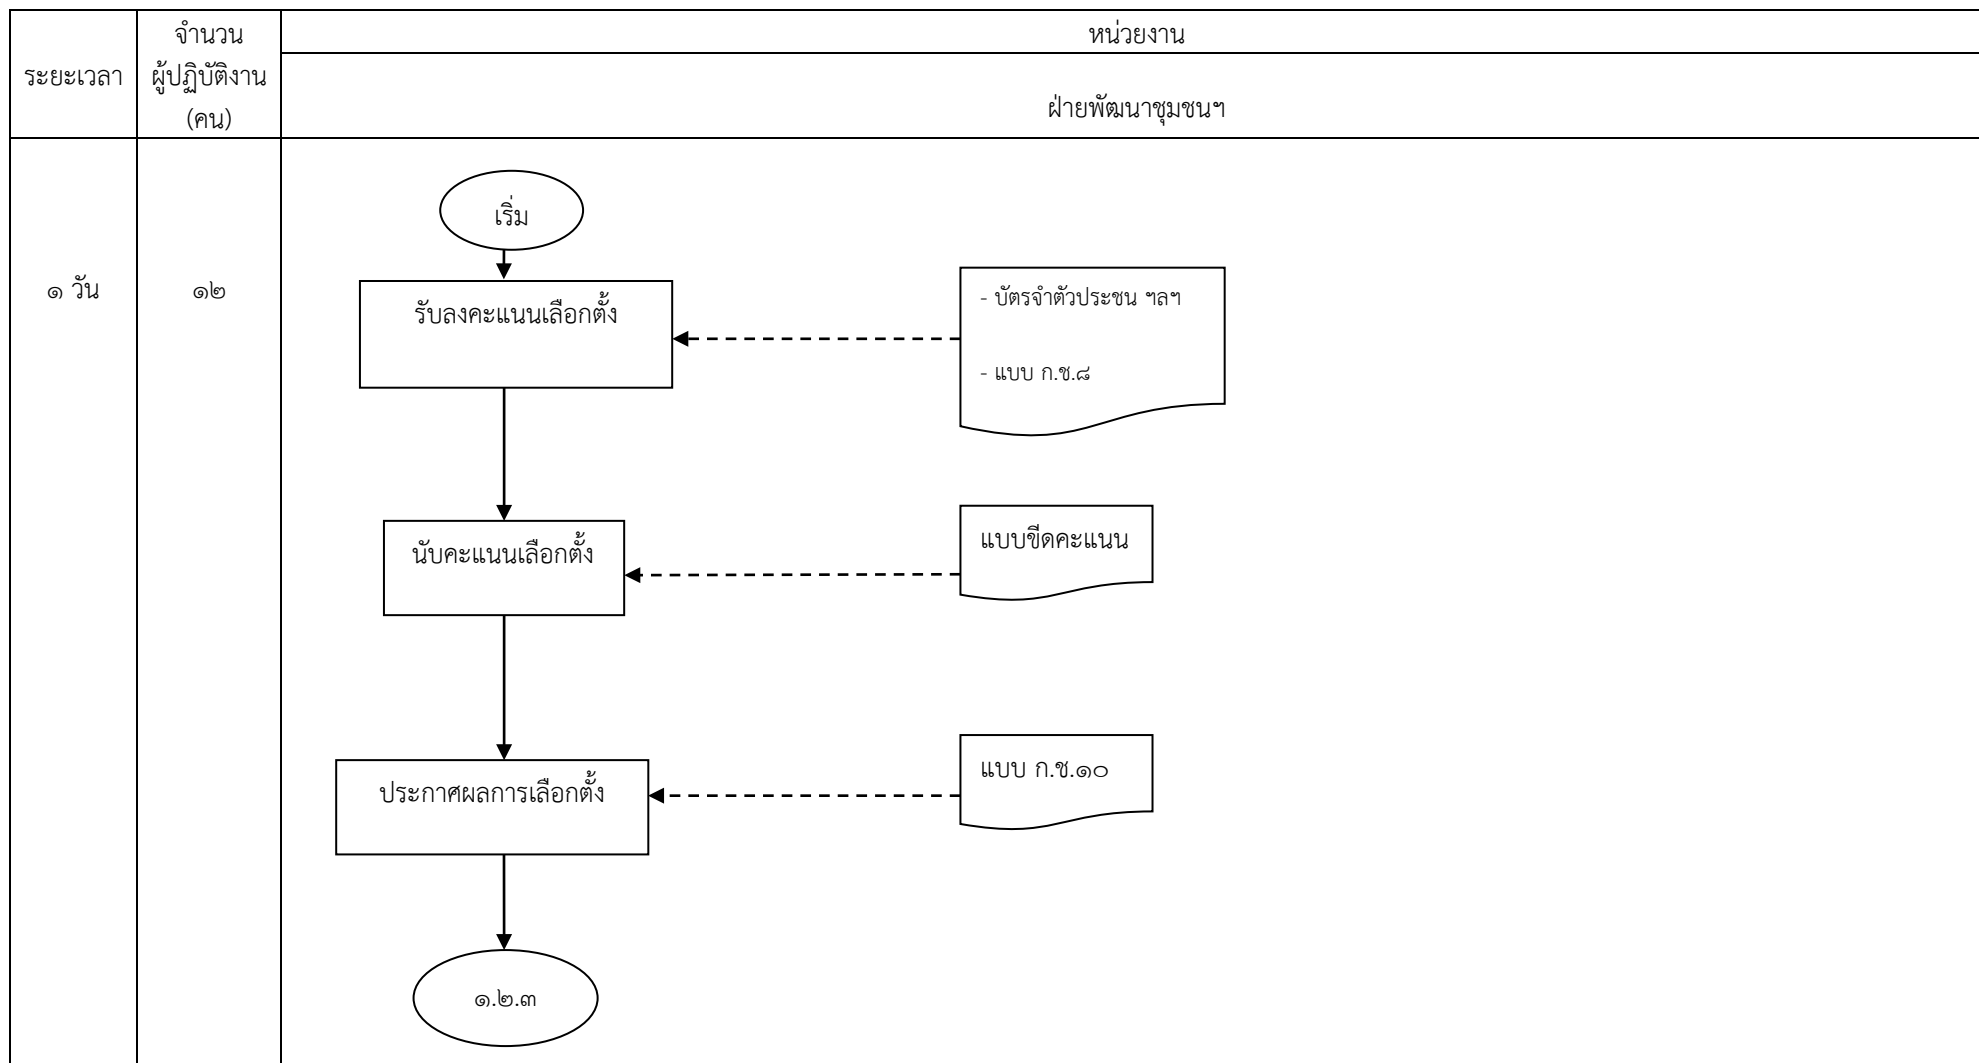 ระยะเวลา
จำนวน
ผู้ปฏิบัติงาน
(คน)
หน่วยงาน
ฝ่ายพัฒนาชุมชนฯ
๑ วัน
๑๒
เริ่ม
รับลงคะแนนเลือกตั้ง
- บัตรจำตัวประชน ฯลฯ
- แบบ ก.ช.๘
นับคะแนนเลือกตั้ง
แบบขีดคะแนน
ประกาศผลการเลือกตั้ง
แบบ ก.ช.๑๐
๑.๒.๓